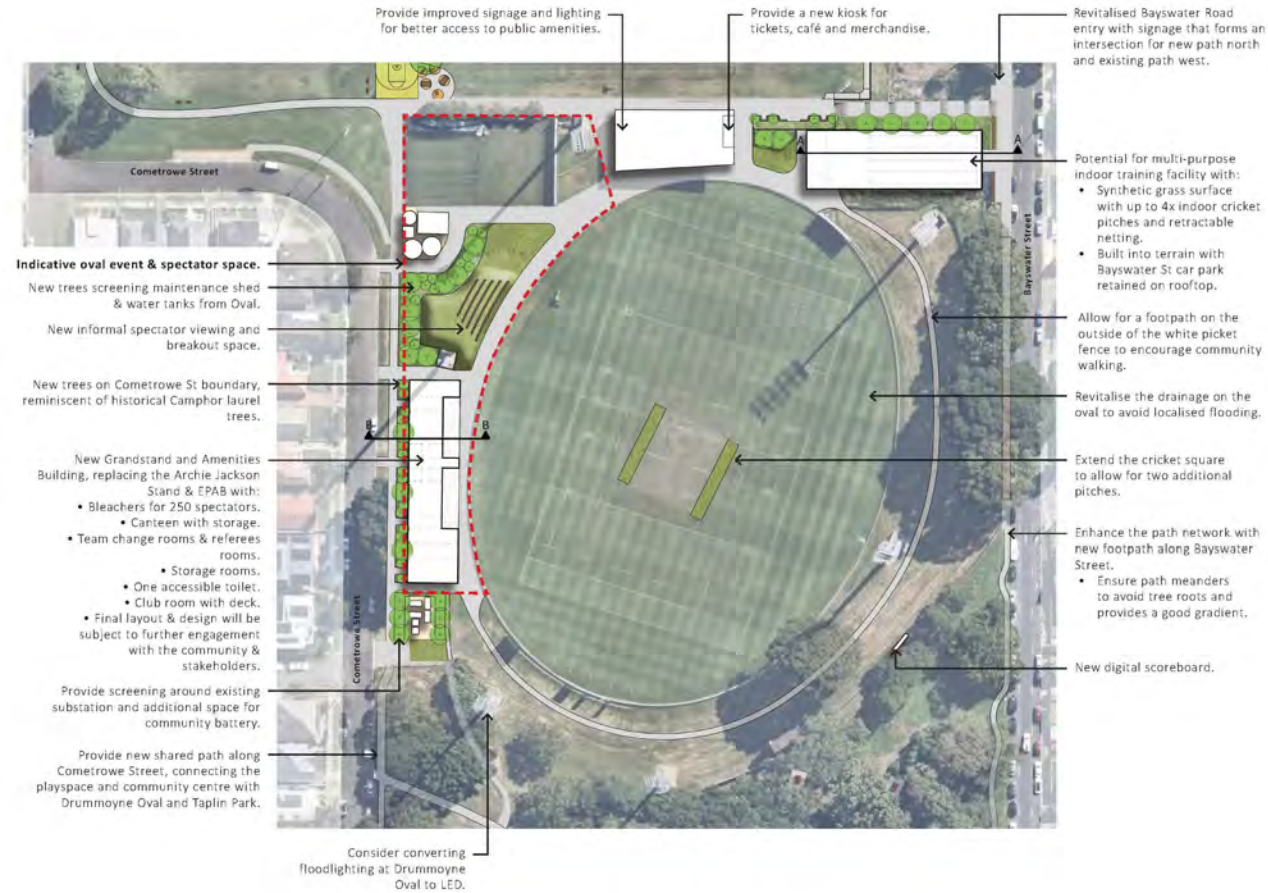 Provide improved signage and lighting
for better access to public amenities.
Provide a new kiosk for
tickets, café and merchandise.
Revitalised Bayswater Road
entry with signage that forms an
intersection for new path north
and existing path west.
Cometrowe Street
A
A
Potential for multi-purpose
indoor training facility with:
• Synthetic grass surface
with up to 4x indoor cricket
pitches and retractable
netting.
• Built into terrain with
Bayswater St car park
retained on rooftop.
Bayswater Street
Indicative oval event & spectator space.
New trees screening maintenance shed
& water tanks from Oval.
New informal spectator viewing and
breakout space.
New trees on Cometrowe St boundary,
reminiscent of historical Camphor laurel
trees.
B
B
New Grandstand and Amenities
Building, replacing the Archie Jackson
Stand & EPAB with:
• Bleachers for 250 spectators.
• Canteen with storage.
• Team change rooms & referees
rooms.
• Storage rooms.
• One accessible toilet.
• Club room with deck.
• Final layout & design will be
subject to further engagement
with the community &
stakeholders.
Cometrowe Street
Provide screening around existing
substation and additional space for
community battery.
Provide new shared path along
Cometrowe Street, connecting the
playspace and community centre with
Drummoyne Oval and Taplin Park.
Allow for a footpath on the
outside of the white picket
fence to encourage community
walking.
Revitalise the drainage on the
oval to avoid localised flooding.
Extend the cricket square
to allow for two additional
pitches.
Enhance the path network with
new footpath along Bayswater
Street.
• Ensure path meanders
to avoid tree roots and
provides a good gradient.
New digital scoreboard.
Consider converting
floodlighting at Drummoyne
Oval to LED.